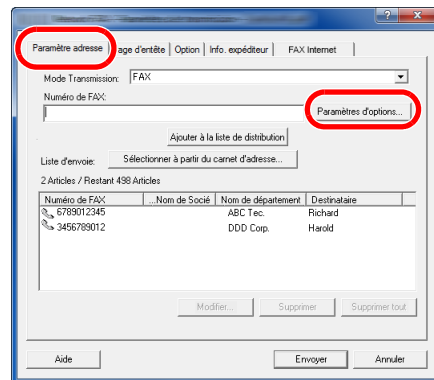 Paramètre adresse age d'entête Option Info. expéditeur FAX Internet
Mode Transmission: FAX
Numéro de FAX:
Paramètres d'options...
Ajouter à la liste de distribution
Liste d'envoie: Sélectionner à partir du carnet d'adresse...
2 Articles / Restant 498 Articles
Numéro de FAX ...Nom de Socié Nom de département Destinataire
6789012345 ABC Tec. Richard
3456789012 DDD Corp. Harold
Modifier... Supprimer Supprimer tout
Aide Envoyer Annuler